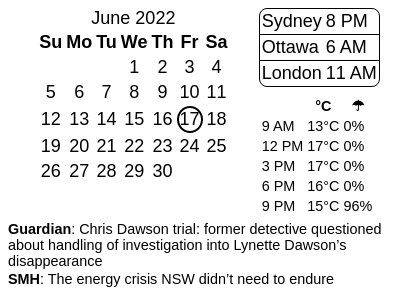 June 2022
Su Mo Tu We Th Fr Sa
1 2 3 4
5 6 7 8 9 10 11
12 13 14 15 16 17 18
19 20 21 22 23 24 25
26 27 28 29 30
Sydney 8 PM
Ottawa 6 AM
London 11 AM
°C ☂
9 AM 13°C 0%
12 PM 17°C 0%
3 PM 17°C 0%
6 PM 16°C 0%
9 PM 15°C 96%
Guardian: Chris Dawson trial: former detective questioned
about handling of investigation into Lynette Dawson’s
disappearance
SMH: The energy crisis NSW didn’t need to endure